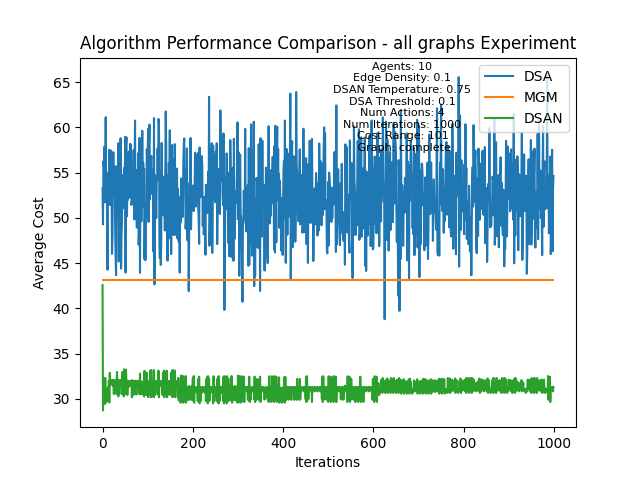 Algorithm Performance Comparison - all graphs Experiment
Agents: 10
Edge Density: 0.1
DSAN Temperature: 0.75
DSA Threshold: 0.1
Num Actions: 4
Num Iterations: 1000
Cost Range: 101
Graph: complete
DSA
MGM
DSAN
Average Cost
65
60
55
50
45
40
35
30
0
200
400
600
800
1000
Iterations